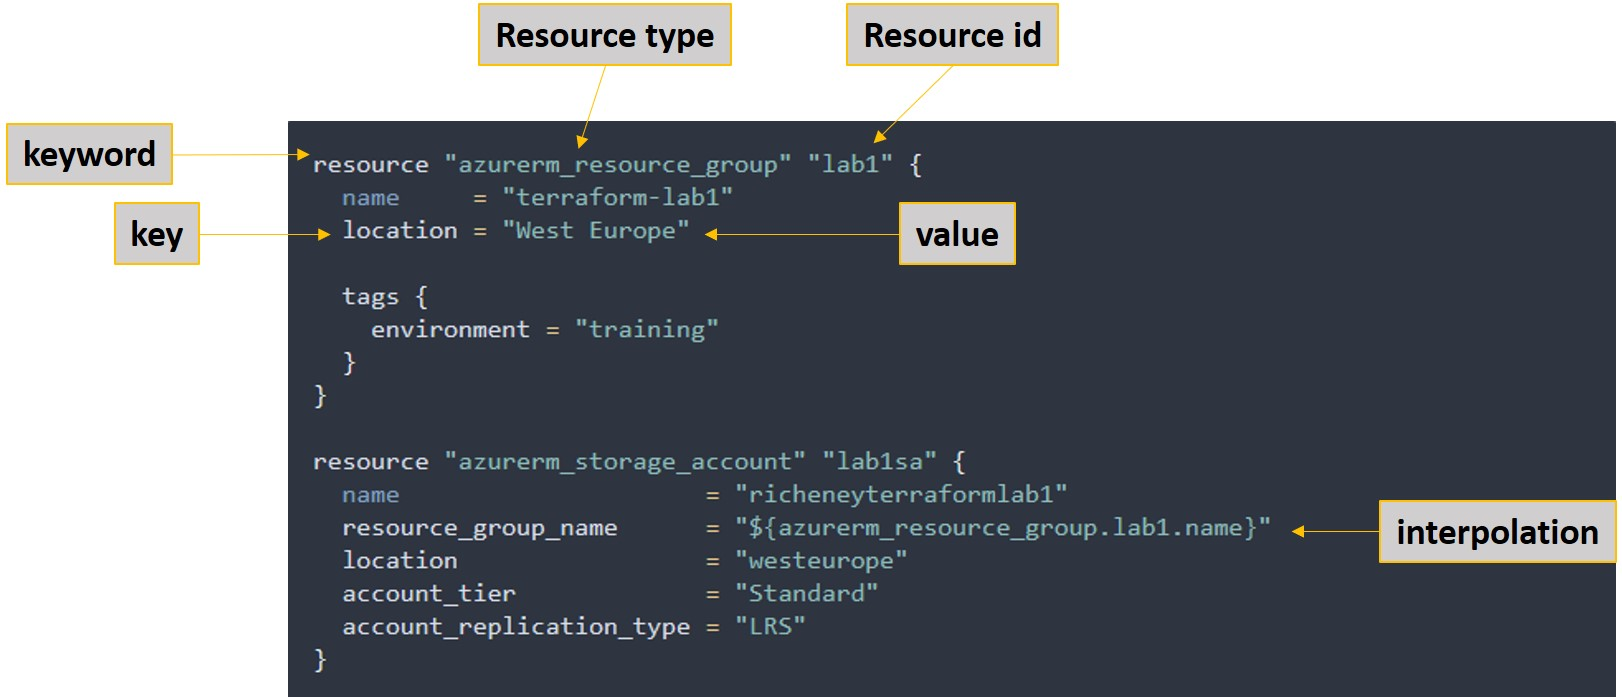 Resource type
Resource id
keyword
resource "azurerm_resource_group" "lab1" {
name = "terraform-lab1"
key
location = "West Europe"
value
tags {
environment = "training"
}
}
resource "azurerm_storage_account" "lab1sa" {
name = "richeneyterraformlab1"
resource_group_name = "${azurerm_resource_group.lab1.name}"
interpolation
location = "westeurope"
account_tier = "Standard"
account_replication_type = "LRS"
}